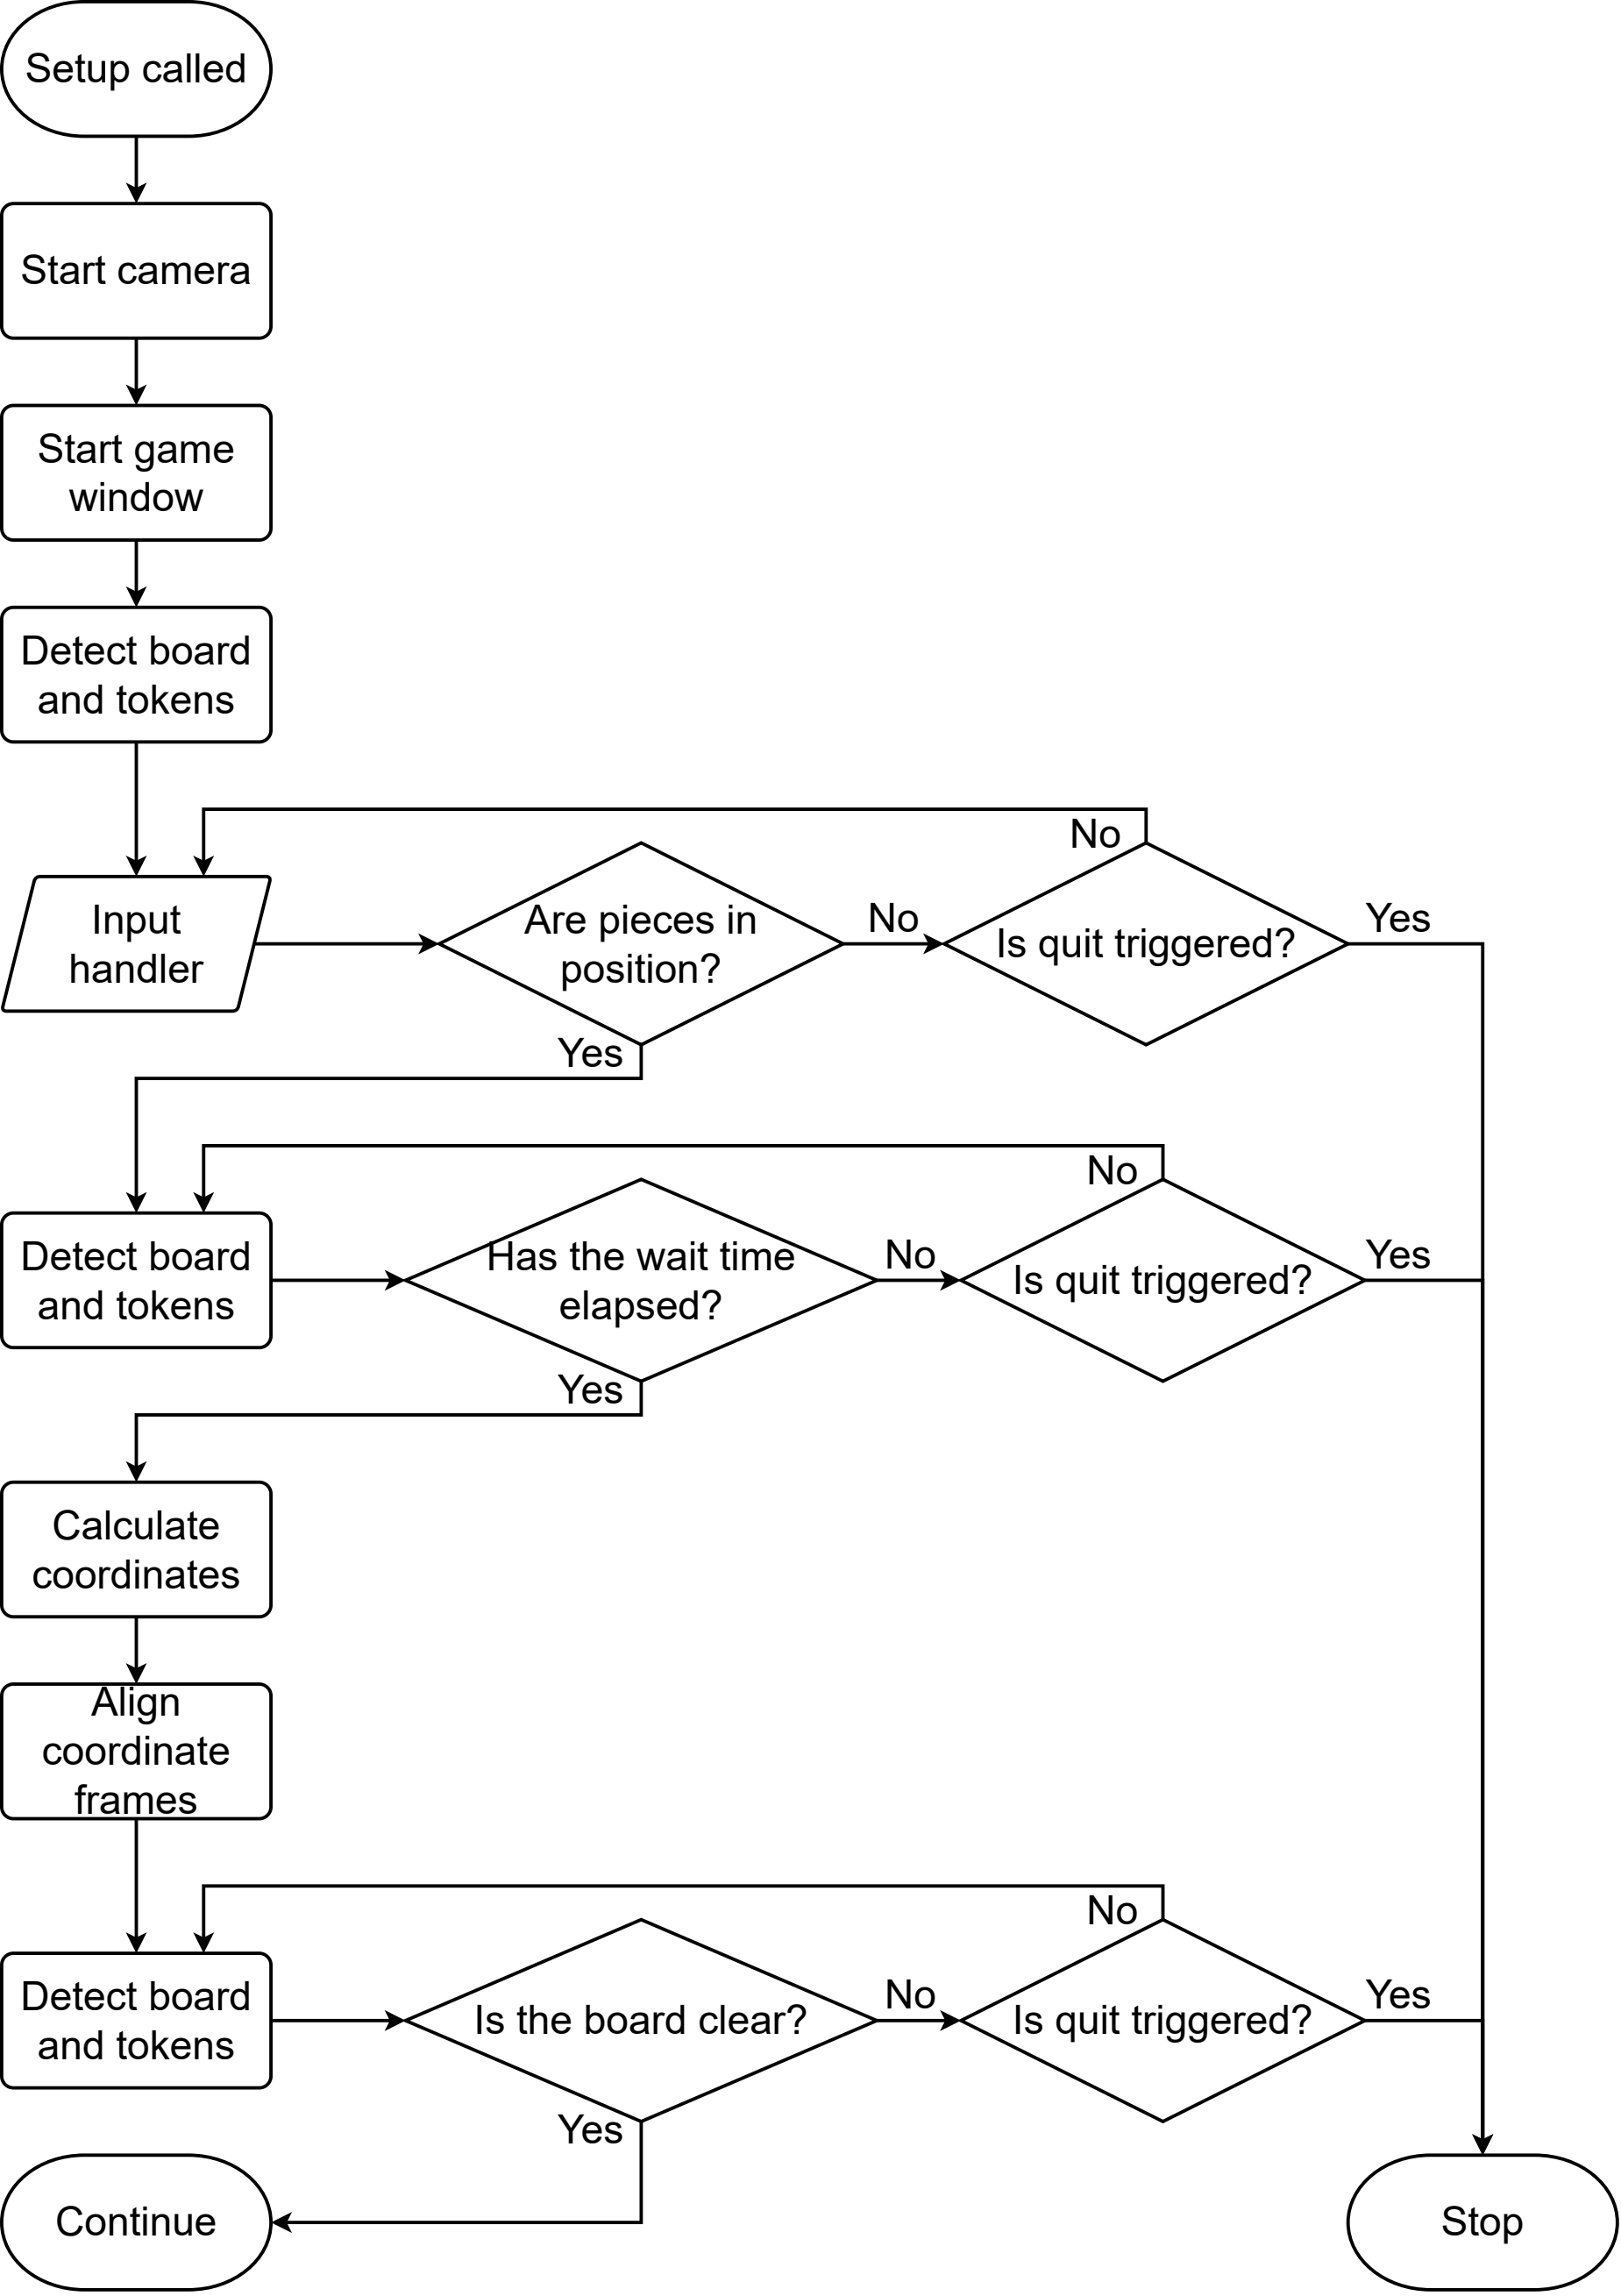 Setup called
Start camera
Start game
window
Detect board
and tokens
No
Input
handler
Are pieces in
position?
No
Is quit triggered?
Yes
Yes
No
Detect board
and tokens
Has the wait time
elapsed?
No
Is quit triggered?
Yes
Yes
Calculate
coordinates
Align
coordinate
frames
No
Detect board
and tokens
Is the board clear?
No
Is quit triggered?
Yes
Yes
Continue
Stop